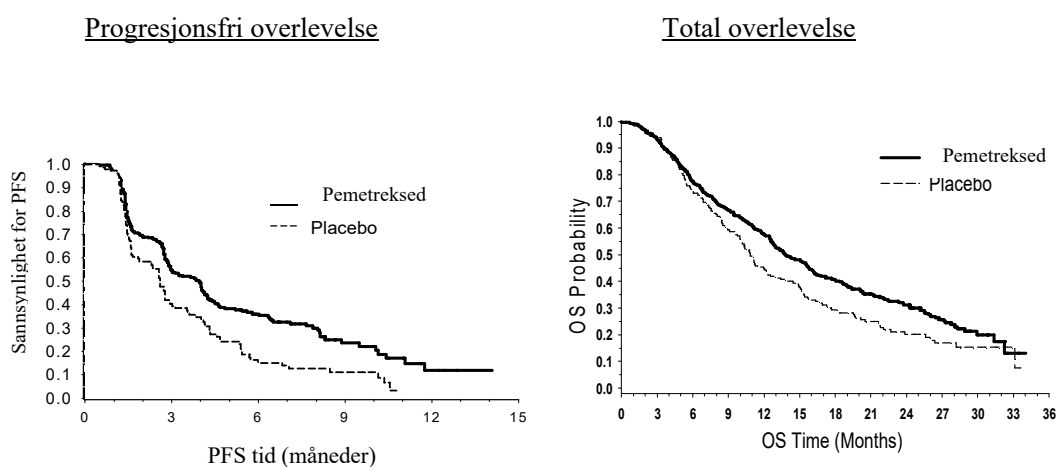 Progresjonsfri overlevelse
Sannsynlighet for PFS
1.0
0.9
0.8
0.7
0.6
0.5
0.4
0.3
0.2
0.1
0.0
Pemetreksed
Placebo
0 3 6 9 12 15
PFS tid (måneder)
Total overlevelse
OS Probability
1.0
0.9
0.8
0.7
0.6
0.5
0.4
0.3
0.2
0.1
0.0
Pemetreksed
Placebo
0 3 6 9 12 15 18 21 24 27 30 33 36
OS Time (Months)